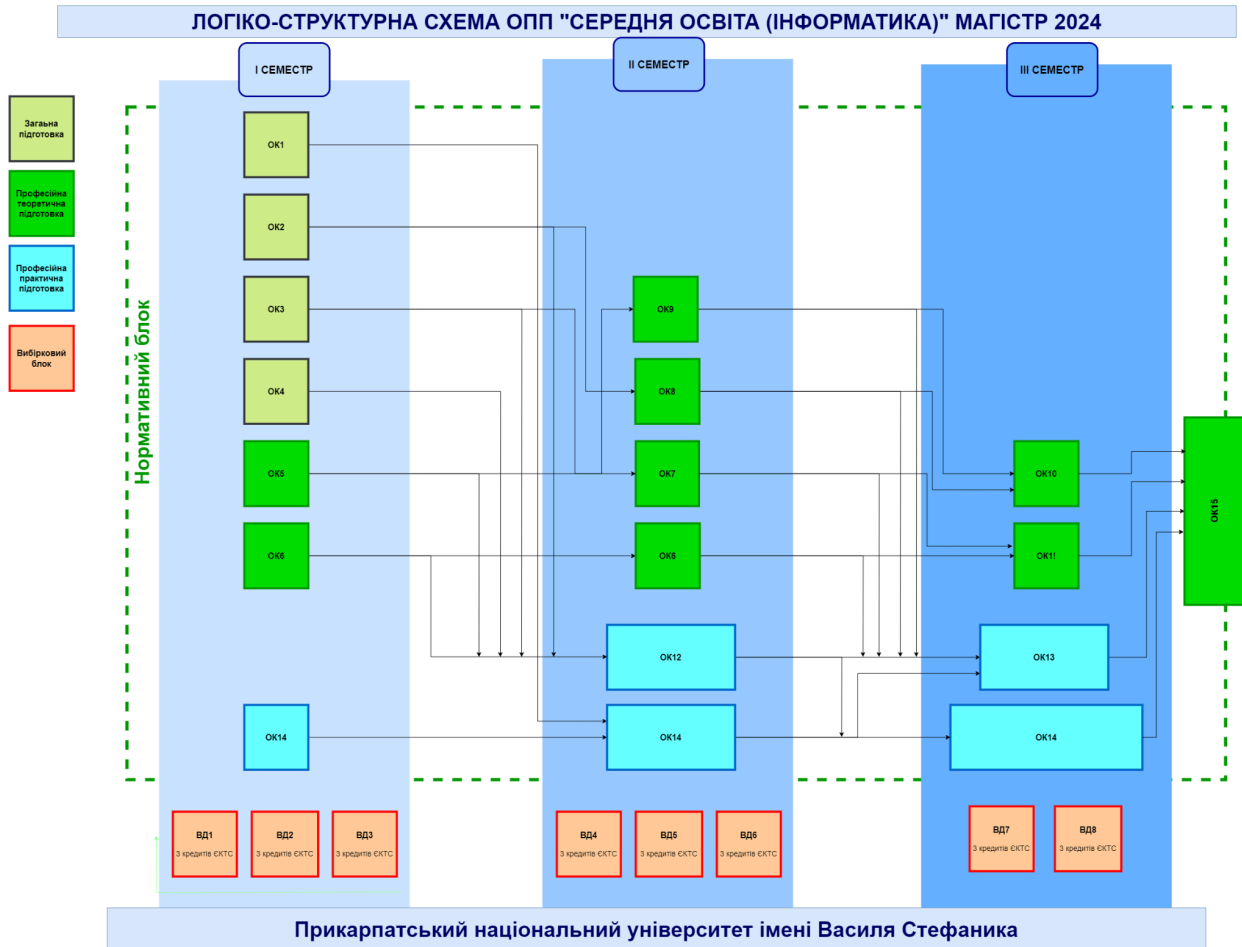 ЛОГІКО-СТРУКТУРНА СХЕМА ОПП "СЕРЕДНЯ ОСВІТА (ІНФОРМАТИКА)" МАГІСТР 2024
І СЕМЕСТР
ІІ СЕМЕСТР
ІІІ СЕМЕСТР
Загаьна
підготовка
Професійна
теоретична
підготовка
Професійна
практична
підготовка
Вибірковий
блок
Нормативний блок
ОК1
ОК2
ОК3
ОК9
ОК4
ОК8
ОК5
ОК7
ОК10
ОК15
ОК6
ОК6
ОК1!
ОК12
ОК13
ОК14
ОК14
ОК14
ВД1
3 кредитів ЄКТС
ВД2
3 кредитів ЄКТС
ВД3
3 кредитів ЄКТС
ВД4
3 кредитів ЄКТС
ВД5
3 кредитів ЄКТС
ВД6
3 кредитів ЄКТС
ВД7
3 кредитів ЄКТС
ВД8
3 кредитів ЄКТС
Прикарпатський національний університет імені Василя Стефаника